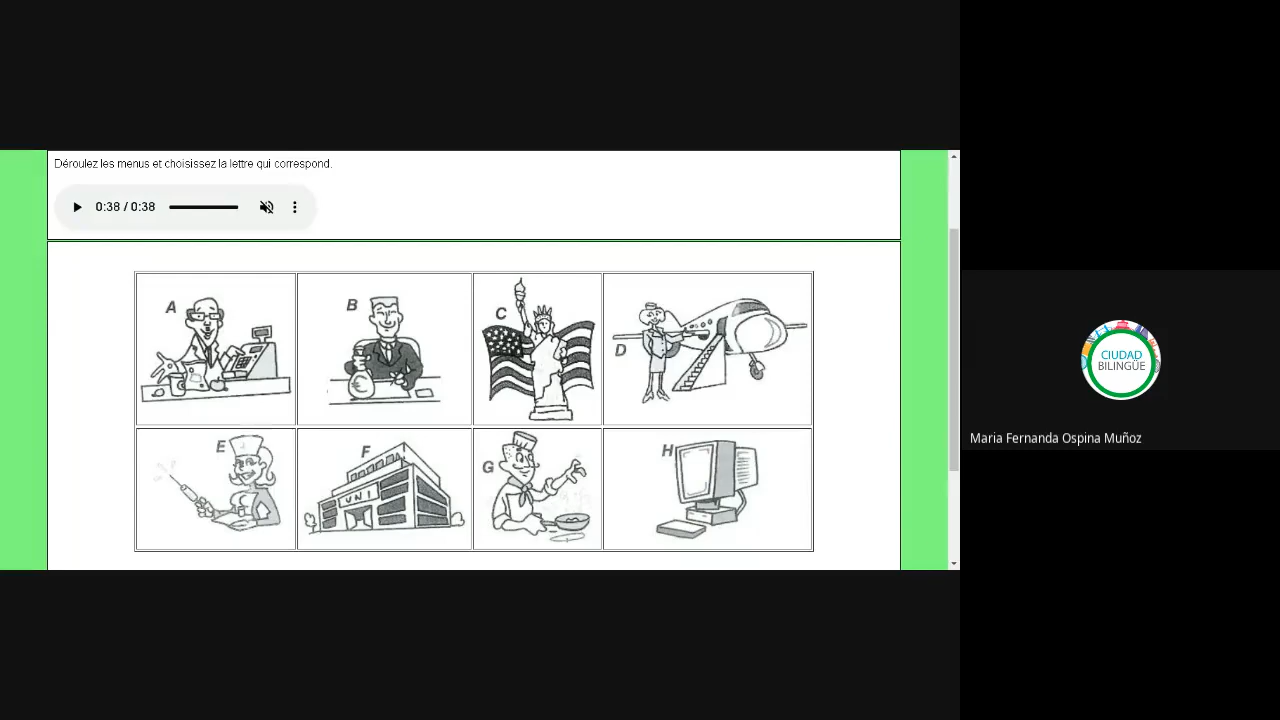 Déroulez les menus et choisissez la lettre qui correspond.
0:38 / 0:38
A
B
C
D
E
F
UNI
G
H
CIUDAD
BILINGÜE
Maria Fernanda Ospina Muñoz